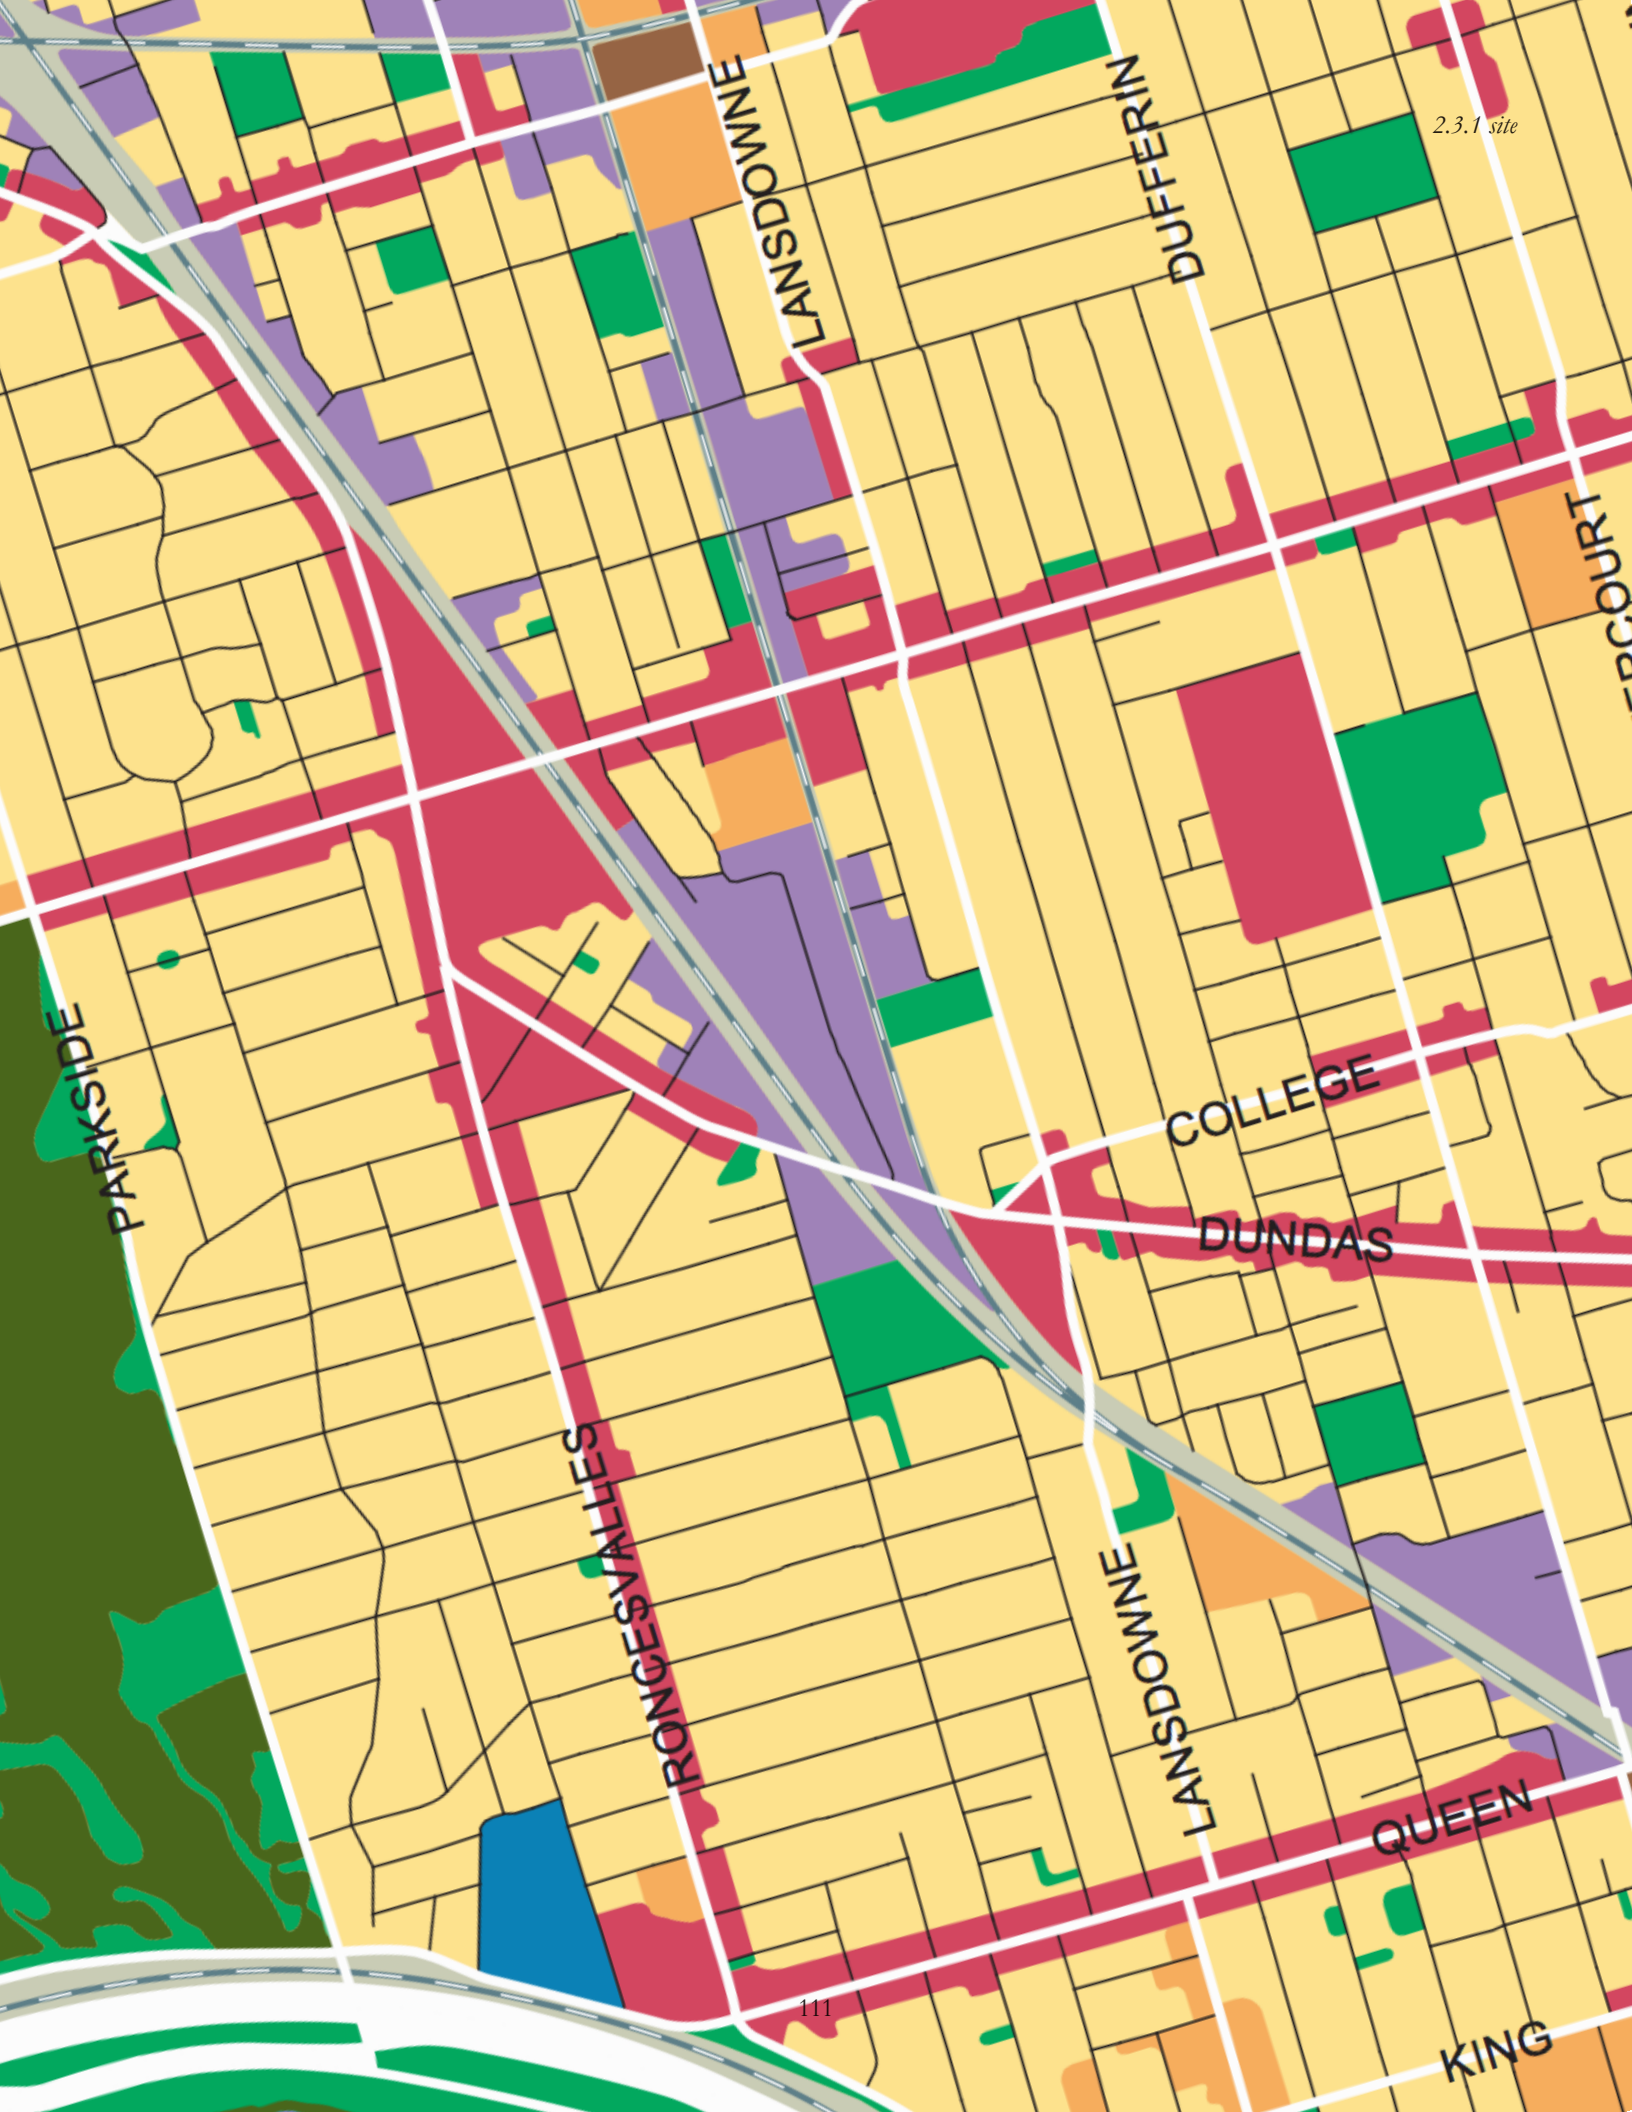 LANSDOWNE
DUFFERIN
2.3.1 site
PARKSIDE
COLLEGE
DUNDAS
RONCESVALLES
LANSDOWNE
QUEEN
111
KING